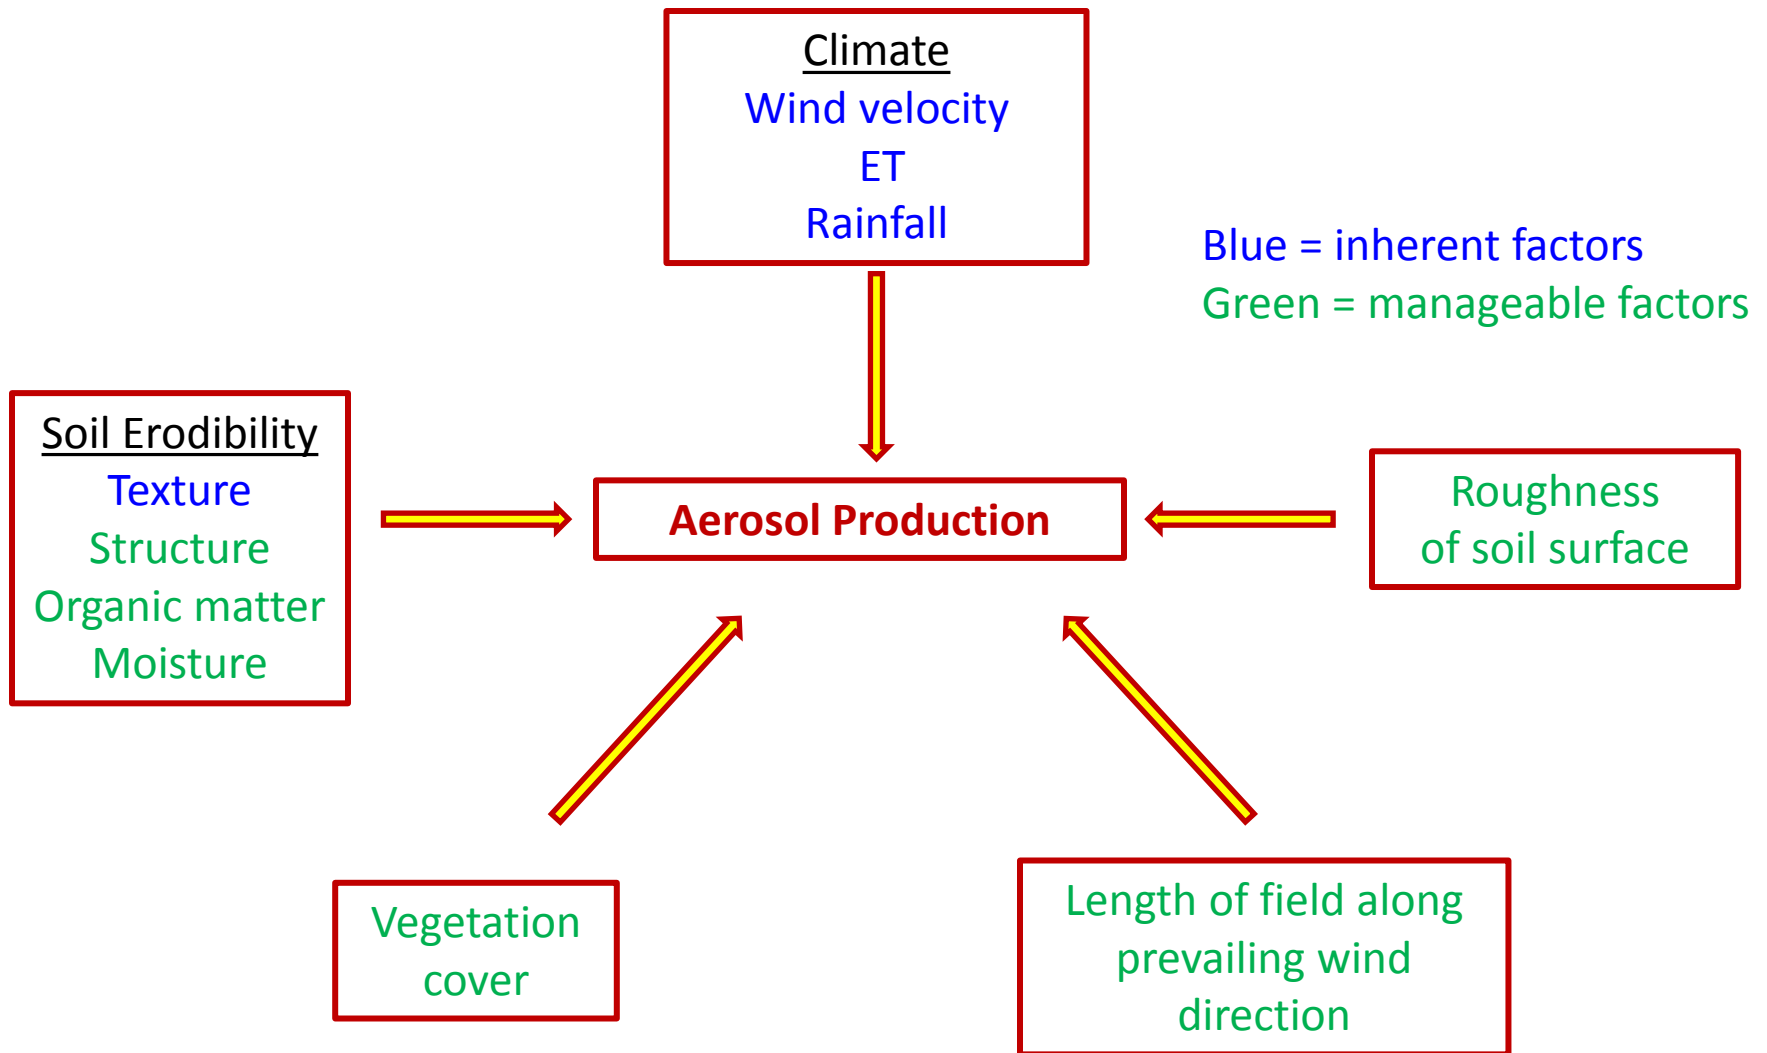 Climate
Wind velocity
ET
Rainfall
Blue = inherent factors
Green = manageable factors
Soil Erodibility
Texture
Structure
Organic matter
Moisture
Aerosol Production
Roughness
of soil surface
Vegetation
cover
Length of field along
prevailing wind
direction